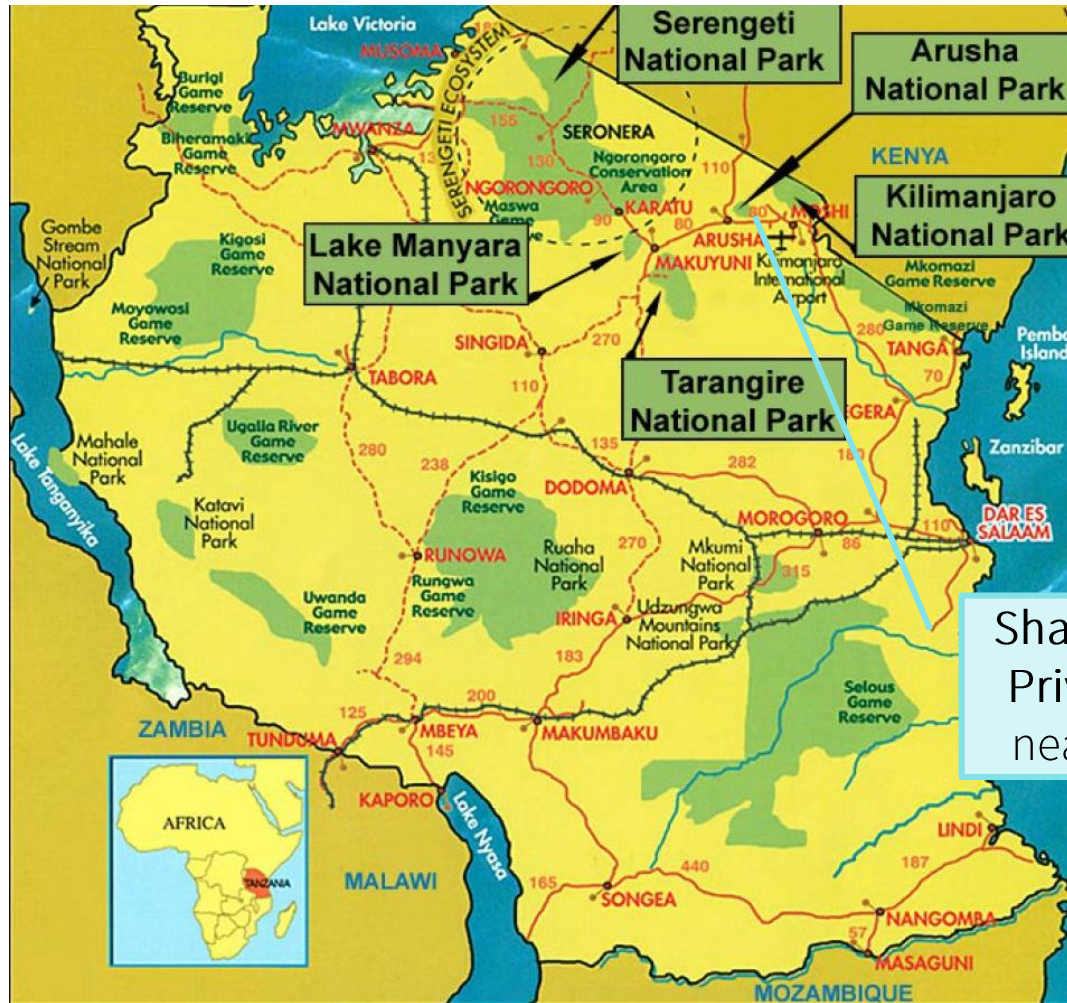 Lake Victoria
MUSOMA
SERENGETI ECOSYSTEM
Serengeti
National Park
Arusha
National Park
KENYA
Burigi
Game
Reserve
Biheramaki
Game
Reserve
MWANZA
155
SERONERA
130
Ngorongoro
Conservation
Area
110
NGORONGORO
Maswa
Game
KARATU
90
80
80
MOSHI
ARUSHA
MAKUYUNI
Kilimanjaro
International
Airport
Kilimanjaro
National Park
Lake Manyara
National Park
Gombe
Stream
National
Park
Kigosi
Game
Reserve
Moyowosi
Game
Reserve
Mkomazi
Game Reserve
Mkomazi
Game Reserve
SINGIDA
270
280
TANGA
70
Pemba
Island
TABORA
110
Tarangire
National Park
EGERA
Ugalia River
Game
Reserve
280
238
135
282
180
Zanzibar
Lake Tanganyika
Mahale
National
Park
Katavi
National
Park
Kisigo
Game
Reserve
DODOMA
MOROGORO
110
DAR ES
SALAAM
86
RUNOWA
Ruaha
National
Park
270
Mkumi
National
Park
315
Rungwa
Game
Reserve
Uwanda
Game
Reserve
IRINGA
Udzungwa
Mountains
National Park
183
294
Sha
Priv
nea
Selous
Game
Reserve
ZAMBIA
125
200
TUNDUMA
MBEYA
MAKUMBAKU
145
KAPORO
Lake Nyasa
AFRICA
TANZANIA
MALAWI
LINDI
187
440
165
SONGEA
NANGOMBA
57
MASAGUNI
MOZAMBIQUE